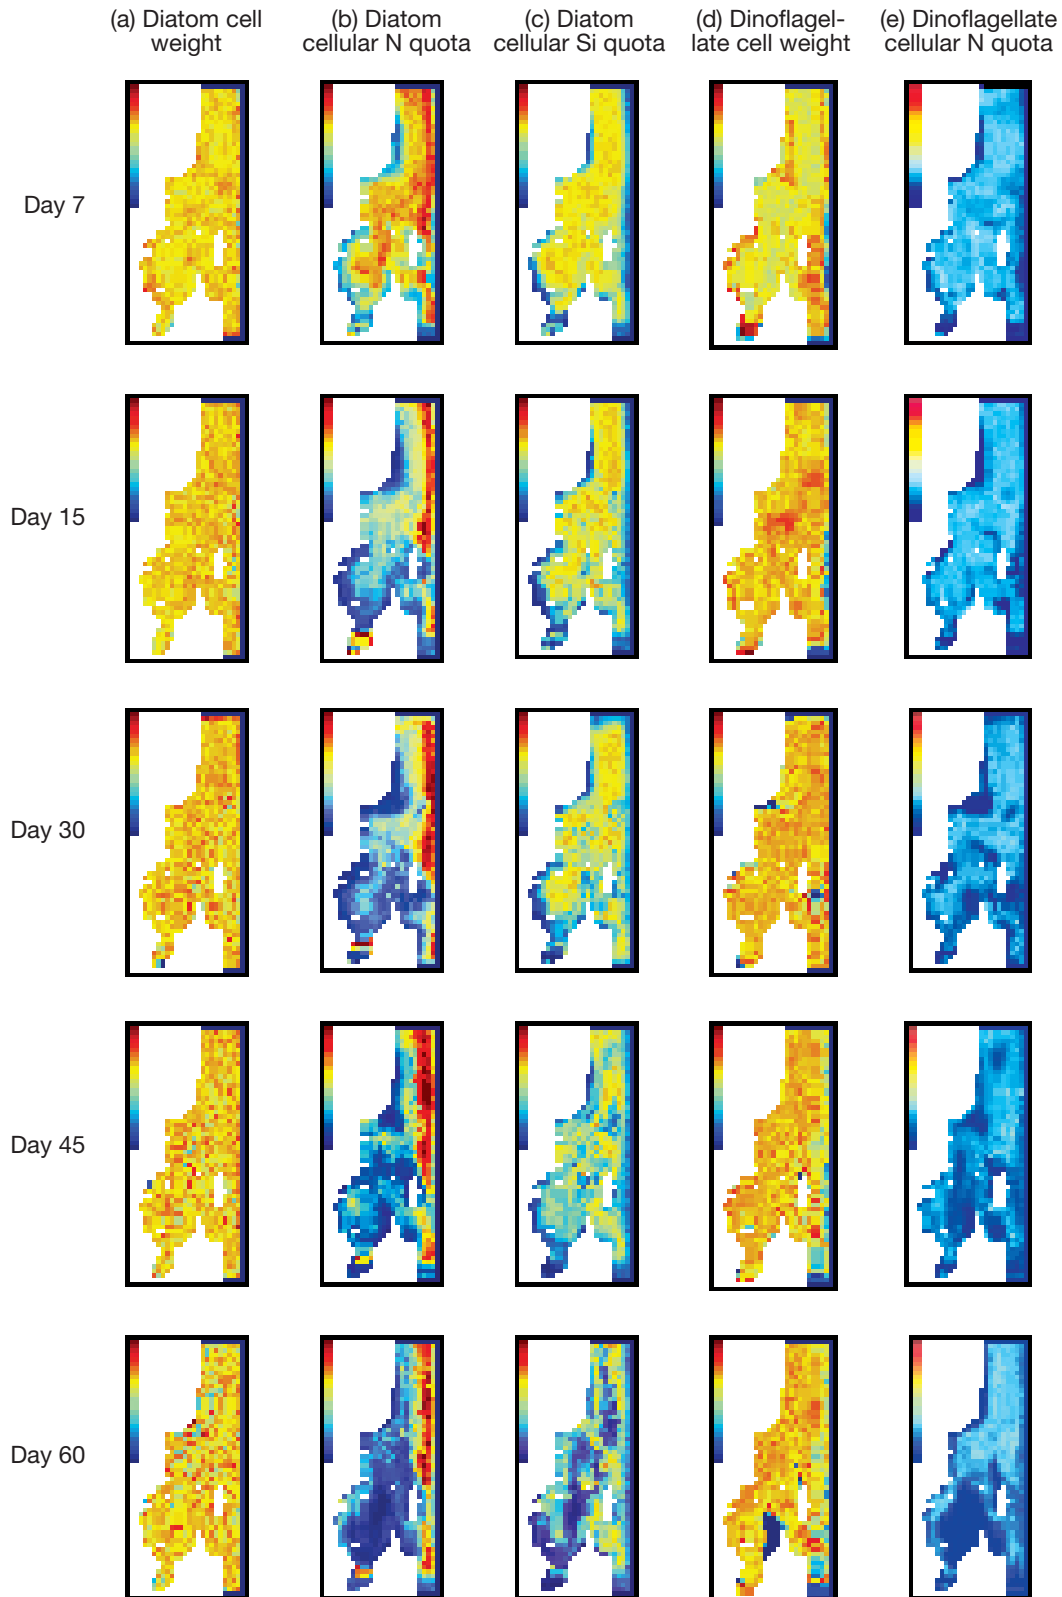 (a) Diatom cell
weight
(b) Diatom
cellular N quota
(c) Diatom
cellular Si quota
(d) Dinoflagel-
late cell weight
(e) Dinoflagellate
cellular N quota
Day 7
Day 15
Day 30
Day 45
Day 60